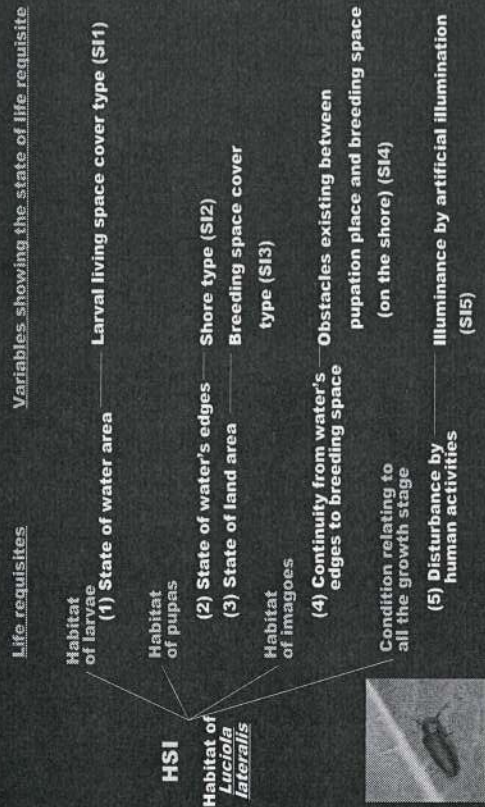 Life requisites
Variables showing the state of life requisite
HSI
Habitat of
Luciola
lateralis
Habitat
of larvae
(1) State of water area
Larval living space cover type (SI1)
Habitat
of pupas
(2) State of water's edges
Shore type (SI2)
(3) State of land area
Breeding space cover
type (SI3)
Habitat
of imagoes
(4) Continuity from water's
edges to breeding space
Obstacles existing between
pupation place and breeding space
(on the shore) (SI4)
Condition relating to
all the growth stage
(5) Disturbance by
human activities
Illuminance by artificial illumination
(SI5)